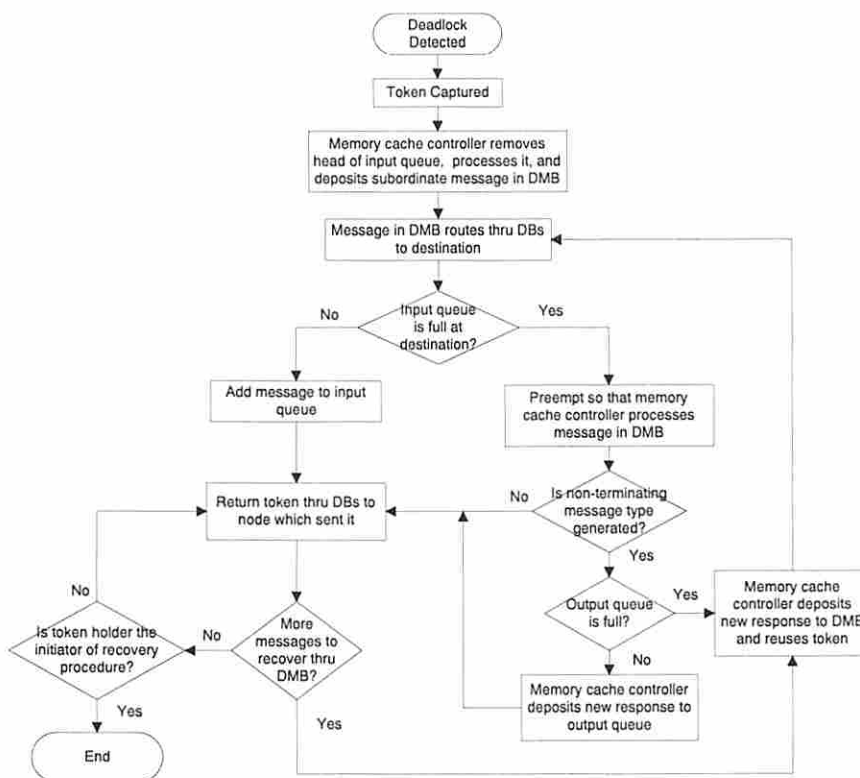 Deadlock
Detected
Token Captured
Memory cache controller removes
head of input queue, processes it, and
deposits subordinate message in DMB
Message in DMB routes thru DBs
to destination
No
Input queue
is full at
destination?
Yes
Add message to input
queue
Preempt so that memory
cache controller processes
message in DMB
Return token thru DBs to
node which sent it
No
Is non-terminating
message type
generated?
Yes
No
Output queue
is full?
Yes
Memory cache
controller deposits
new response to DMB
and reuses token
Is token holder the
initiator of recovery
procedure?
No
More
messages to
recover thru
DMB?
No
Memory cache controller
deposits new response to
output queue
Yes
Yes
End